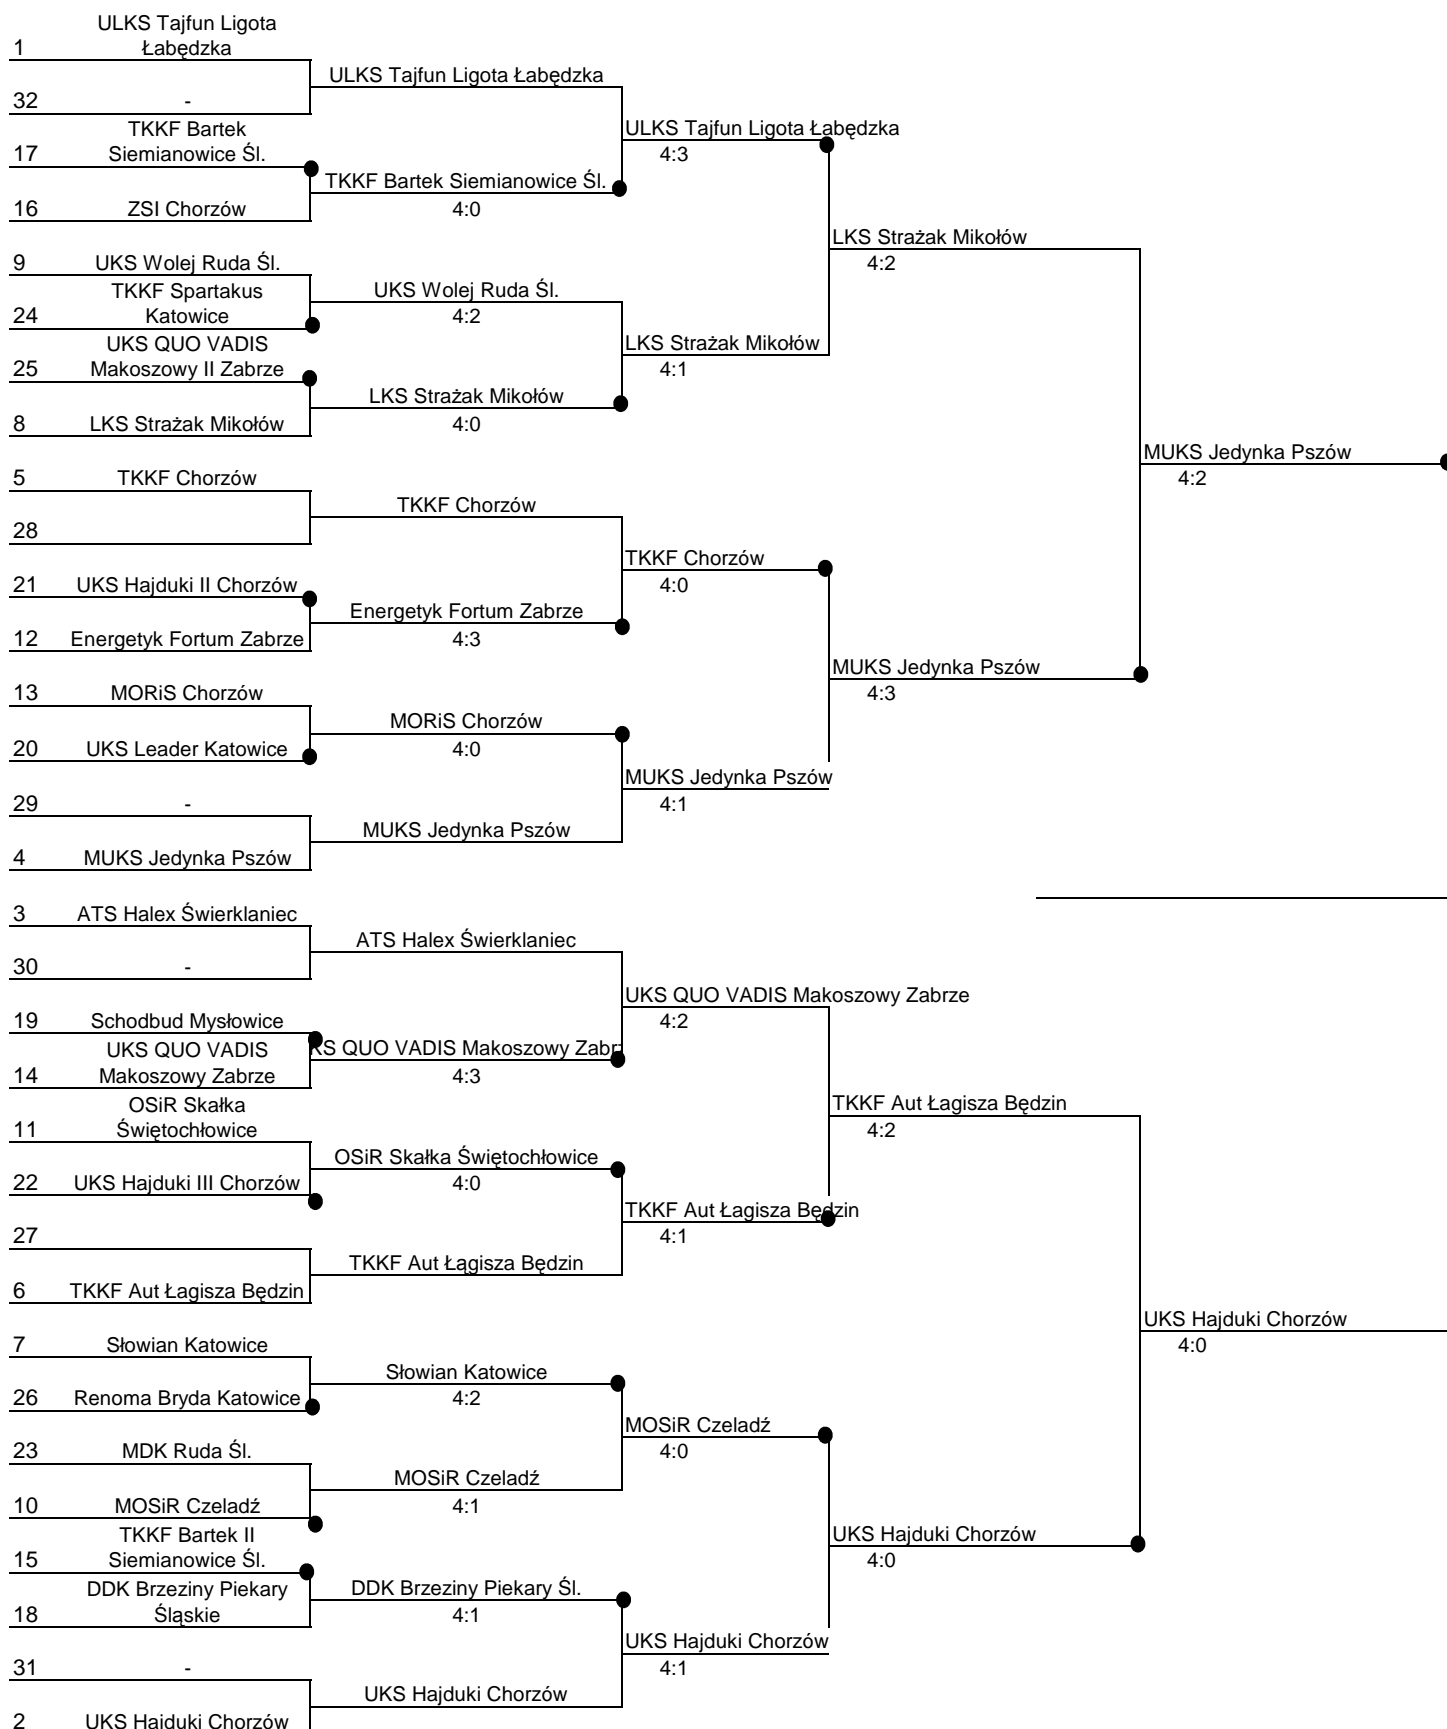 ULKS Tajfun Ligota
1 Łabędzka
ULKS Tajfun Ligota Łabędzka
32 -
ULKS Tajfun Ligota Łabędzka
4:3
TKKF Bartek
17 Siemianowice Śl.
TKKF Bartek Siemianowice Śl.
4:0
16 ZSI Chorzów
LKS Strażak Mikołów
4:2
9 UKS Wolej Ruda Śl.
UKS Wolej Ruda Śl.
4:2
TKKF Spartakus
24 Katowice
LKS Strażak Mikołów
4:1
UKS QUO VADIS
25 Makoszowy II Zabrze
LKS Strażak Mikołów
4:0
8 LKS Strażak Mikołów
MUKS Jedynka Pszów
4:2
5 TKKF Chorzów
TKKF Chorzów
28
TKKF Chorzów
4:0
21 UKS Hajduki II Chorzów
Energetyk Fortum Zabrze
4:3
12 Energetyk Fortum Zabrze
MUKS Jedynka Pszów
4:3
13 MORiS Chorzów
MORiS Chorzów
4:0
20 UKS Leader Katowice
MUKS Jedynka Pszów
4:1
29 -
MUKS Jedynka Pszów
4 MUKS Jedynka Pszów
3 ATS Halex Świerklaniec
ATS Halex Świerklaniec
30 -
UKS QUO VADIS Makoszowy Zabrze
4:2
19 Schodbud Mysłowice
KS QUO VADIS Makoszowy Zabrz
4:3
UKS QUO VADIS
14 Makoszowy Zabrze
TKKF Aut Łagisza Będzin
4:2
OSiR Skałka
11 Świętochłowice
OSiR Skałka Świętochłowice
4:0
22 UKS Hajduki III Chorzów
TKKF Aut Łagisza Będzin
4:1
27
TKKF Aut Łagisza Będzin
6 TKKF Aut Łagisza Będzin
UKS Hajduki Chorzów
4:0
7 Słowian Katowice
Słowian Katowice
4:2
26 Renoma Bryda Katowice
MOSiR Czeladź
4:0
23 MDK Ruda Śl.
MOSiR Czeladź
4:1
10 MOSiR Czeladź
UKS Hajduki Chorzów
4:0
TKKF Bartek II
15 Siemianowice Śl.
DDK Brzeziny Piekary Śl.
4:1
DDK Brzeziny Piekary
18 Śląskie
UKS Hajduki Chorzów
4:1
31 -
UKS Hajduki Chorzów
2 UKS Hajduki Chorzów